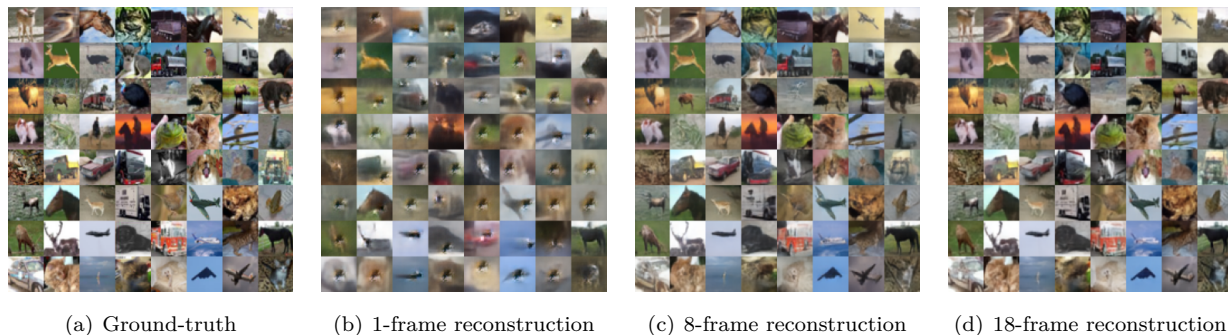 (a) Ground-truth
(b) 1-frame reconstruction
(c) 8-frame reconstruction
(d) 18-frame reconstruction